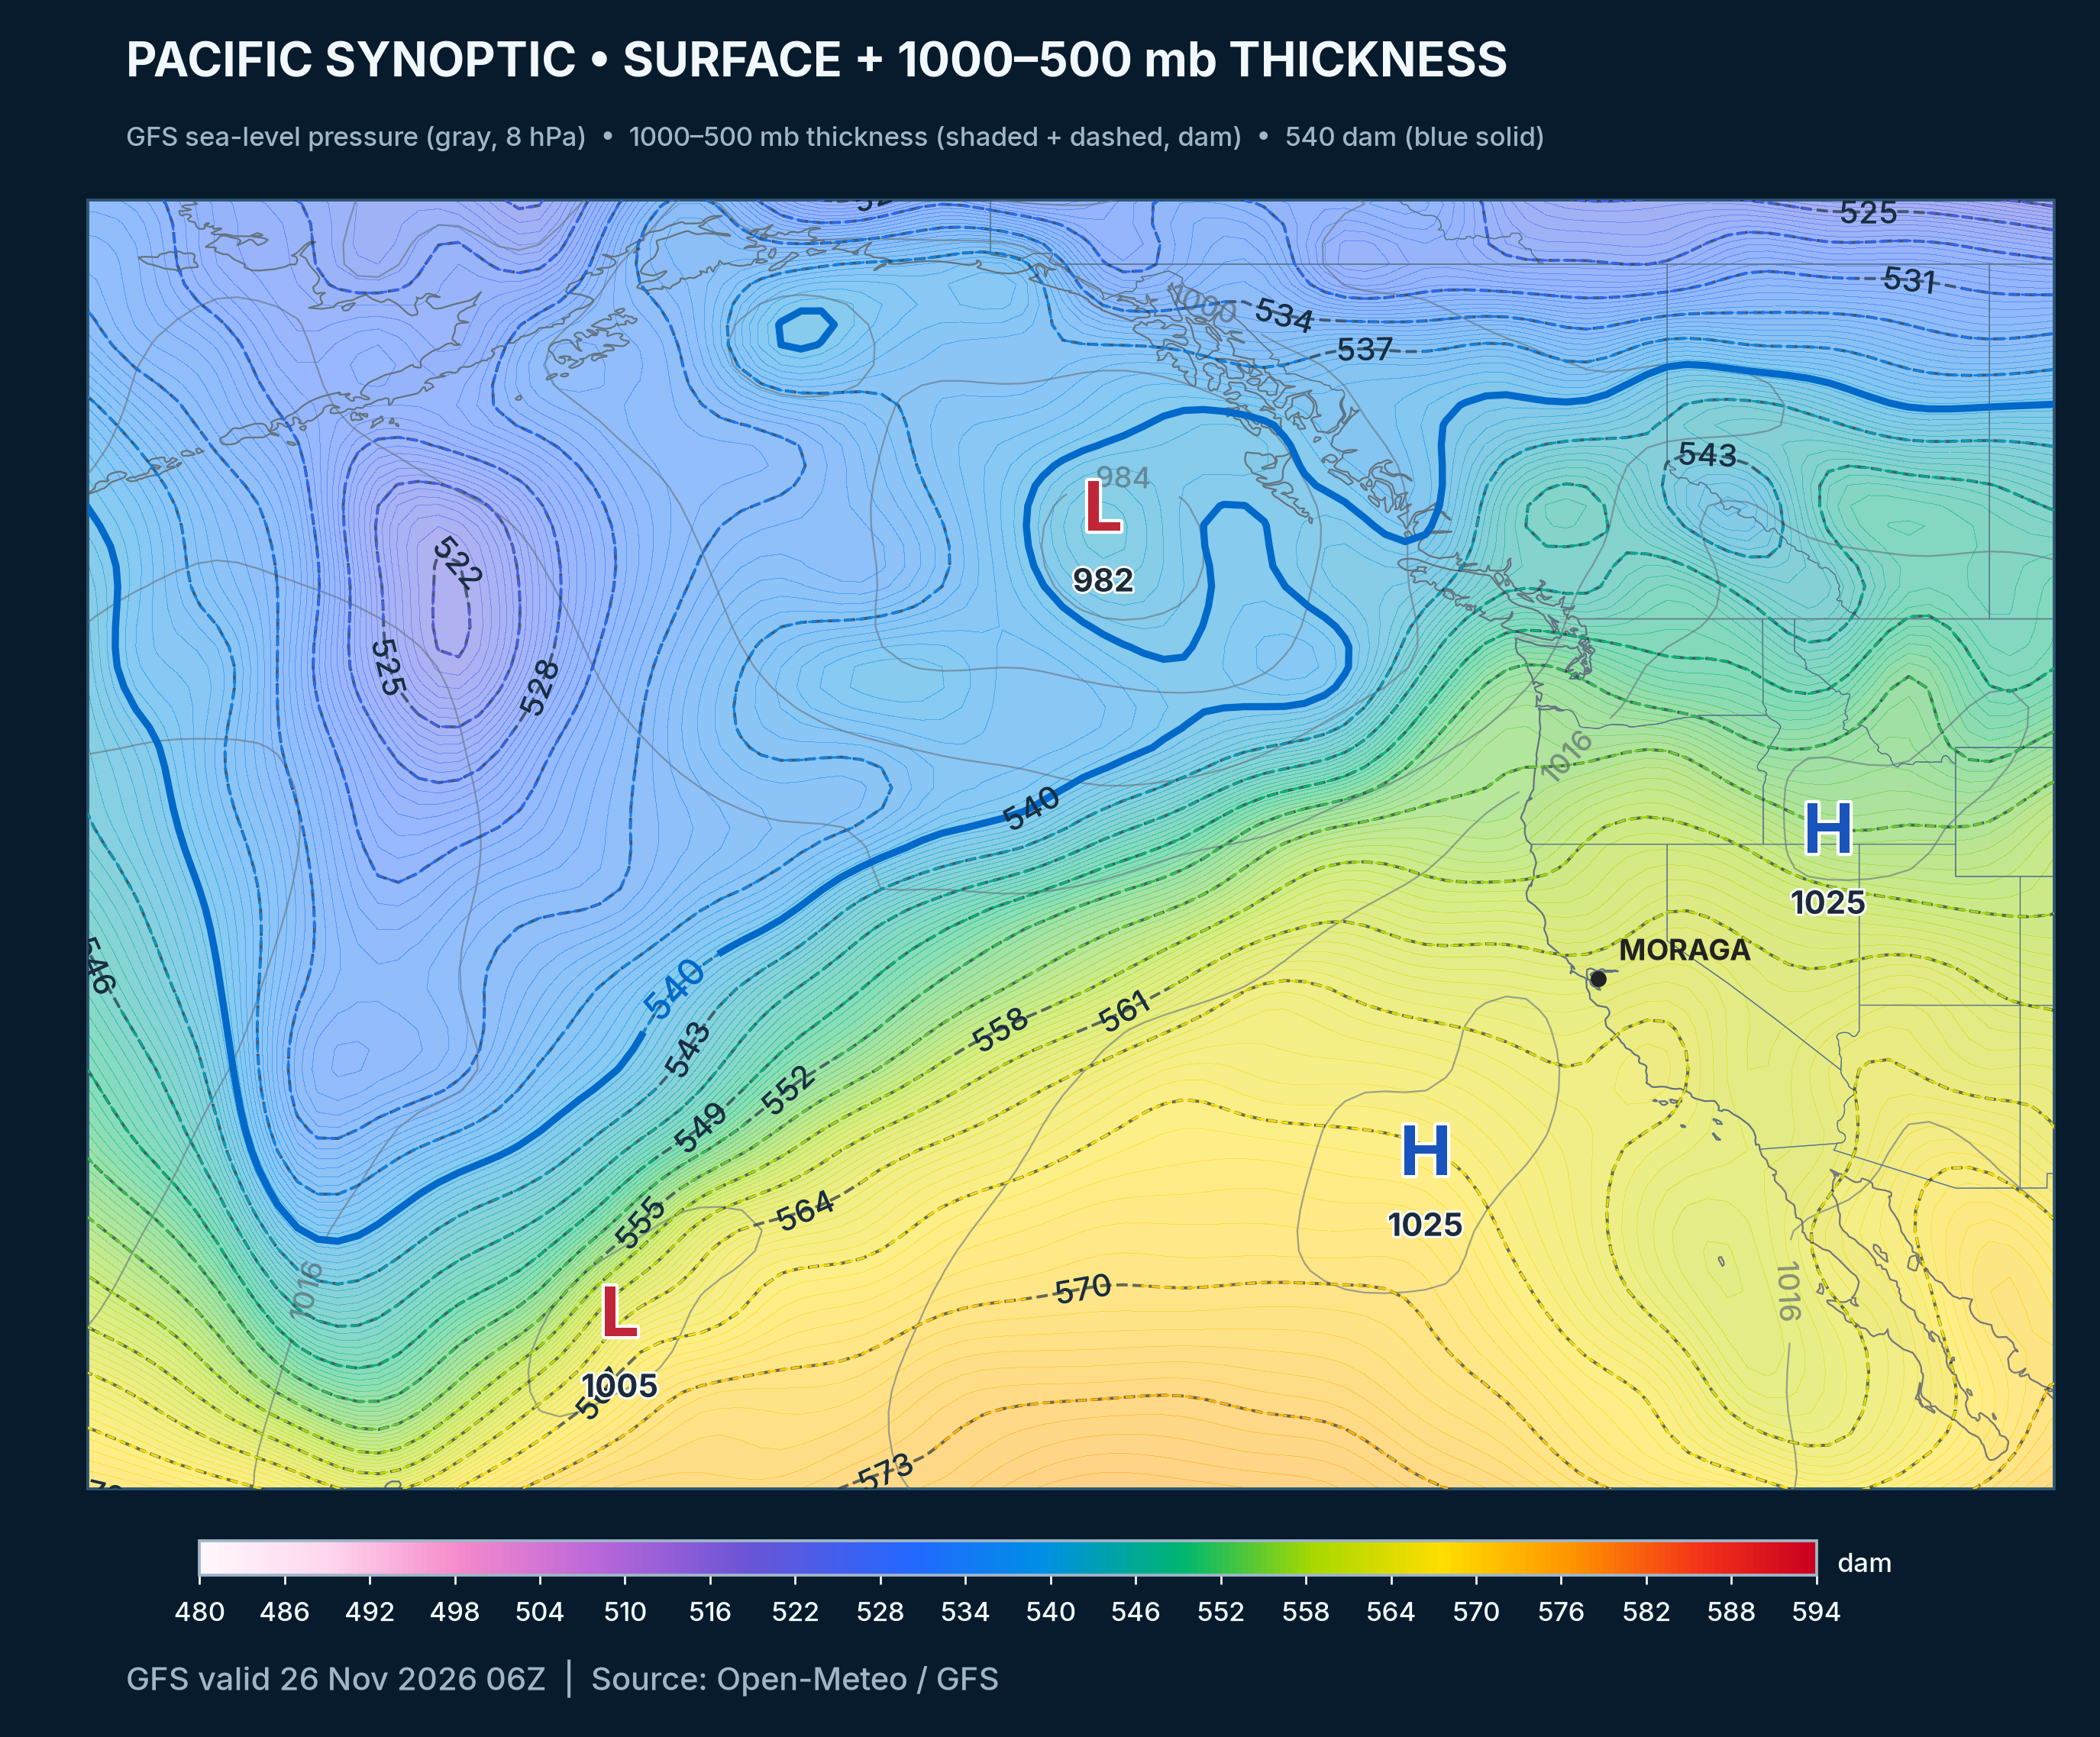 PACIFIC SYNOPTIC • SURFACE + 1000–500 mb THICKNESS
GFS sea-level pressure (gray, 8 hPa) • 1000–500 mb thickness (shaded + dashed, dam) • 540 dam (blue solid)
525
531
1000
534
537
543
984
L
982
522
525
528
1016
540
H
1025
MORAGA
546
540
558
561
543
552
549
H
1025
555
564
1016
570
1016
L
1005
573
dam
480 486 492 498 504 510 516 522 528 534 540 546 552 558 564 570 576 582 588 594
GFS valid 26 Nov 2026 06Z | Source: Open-Meteo / GFS